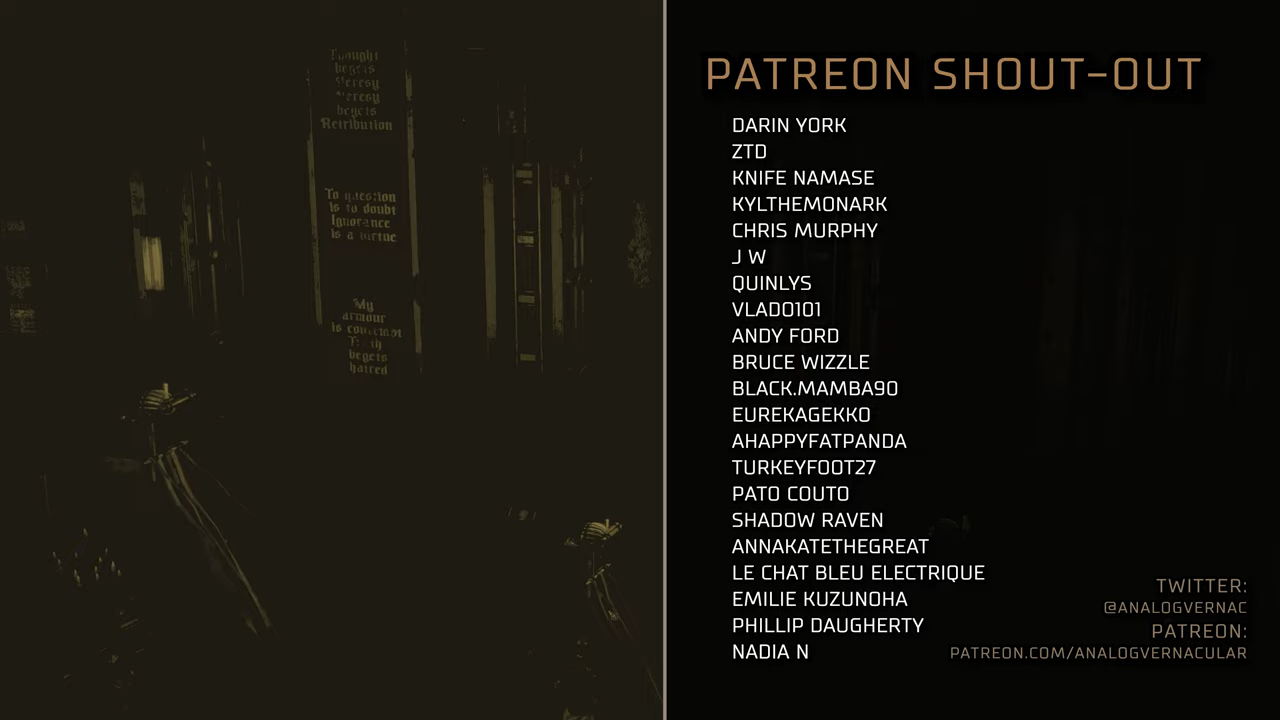 Thought
begets
Heresy
Heresy
begets
Retribution
To question
is to doubt
Ignorance
is a virtue
My
armour
is contempt
begets
hatred
PATREON SHOUT-OUT
DARIN YORK
ZTD
KNIFE NAMASE
KYLTHEMONARK
CHRIS MURPHY
J W
QUINLYS
VLADO101
ANDY FORD
BRUCE WIZZLE
BLACK.MAMBA90
EUREKAGEKKO
AHAPPYFATPANDA
TURKEYFOOT27
PATO COUTO
SHADOW RAVEN
ANNAKATETHEGREAT
LE CHAT BLEU ELECTRIQUE
EMILIE KUZUNOHA
PHILLIP DAUGHERTY
NADIA N
TWITTER:
@ANALOGVERNAC
PATREON:
PATREON.COM/ANALOGVERNACULAR